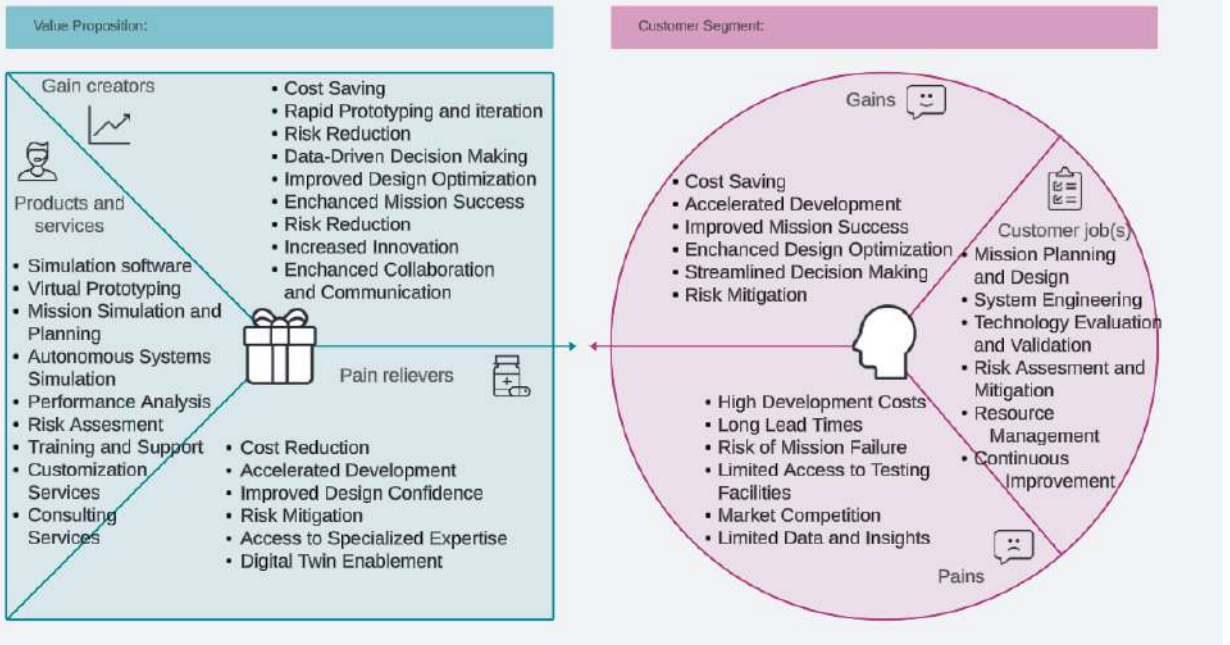 Value Proposition:
Customer Segment:
Gain creators
• Cost Saving
• Rapid Prototyping and iteration
• Risk Reduction
• Data-Driven Decision Making
• Improved Design Optimization
• Enchanced Mission Success
• Risk Reduction
• Increased Innovation
• Enchanced Collaboration
and Communication
Products and
services
• Simulation software
• Virtual Prototyping
• Mission Simulation and
Planning
• Autonomous Systems
Simulation
• Performance Analysis
• Risk Assesment
• Training and Support
• Customization
Services
• Consulting
Services
Pain relievers
• Cost Reduction
• Accelerated Development
• Improved Design Confidence
• Risk Mitigation
• Access to Specialized Expertise
• Digital Twin Enablement
Gains
• Cost Saving
• Accelerated Development
• Improved Mission Success
• Enchanced Design Optimization
• Streamlined Decision Making
• Risk Mitigation
Customer job(s)
• Mission Planning
and Design
• System Engineering
• Technology Evaluation
and Validation
• Risk Assesment and
Mitigation
• Resource
Management
• Continuous
Improvement
• High Development Costs
• Long Lead Times
• Risk of Mission Failure
• Limited Access to Testing
Facilities
• Market Competition
• Limited Data and Insights
Pains